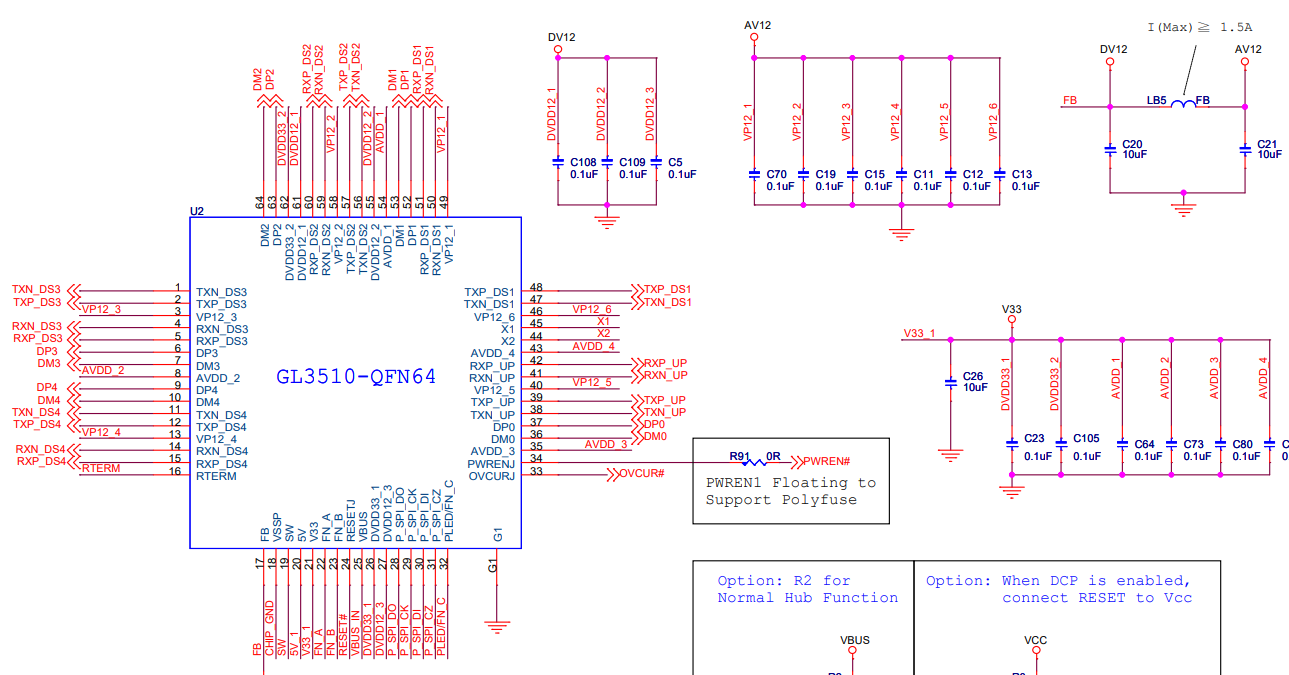 I(Max)≧ 1.5A
DV12
AV12
DV12
AV12
DM2
DP2
RXP_DS2
RXN_DS2
TXP_DS2
TXN_DS2
DM1
DP1
RXP_DS1
RXN_DS1
DVDD33_2
DVDD12_1
VP12_2
DVDD12_2
AVDD_1
VP12_1
DVDD12_1
DVDD12_2
DVDD12_3
VP12_1
VP12_2
VP12_3
VP12_4
VP12_5
VP12_6
FB
LB5
FB
C20
10uF
C21
10uF
C108
0.1uF
C109
0.1uF
C5
0.1uF
C70
0.1uF
C19
0.1uF
C15
0.1uF
C11
0.1uF
C12
0.1uF
C13
0.1uF
64
63
62
61
60
59
58
57
56
55
54
53
52
51
50
49
U2
DM2
DP2
DVDD33_2
DVDD12_1
RXP_DS2
RXN_DS2
VP12_2
TXP_DS2
TXN_DS2
DVDD12_2
AVDD_1
DM1
DP1
RXP_DS1
RXN_DS1
VP12_1
TXN_DS3 1 TXN_DS3
TXP_DS3 2 TXP_DS3
VP12_3 3 VP12_3
RXN_DS3 4 RXN_DS3
RXP_DS3 5 RXP_DS3
DP3 6 DP3
DM3 7 DM3
AVDD_2 8 AVDD_2
DP4 9 DP4
DM4 10 DM4
TXN_DS4 11 TXN_DS4
TXP_DS4 12 TXP_DS4
VP12_4 13 VP12_4
RXN_DS4 14 RXN_DS4
RXP_DS4 15 RXP_DS4
RTERM 16 RTERM
GL3510-QFN64
TXP_DS1 48 TXP_DS1
TXN_DS1 47 TXN_DS1
VP12_6 46 VP12_6
X1 45 X1
X2 44 X2
AVDD_4 43 AVDD_4
RXP_UP 42 RXP_UP
RXN_UP 41 RXN_UP
VP12_5 40 VP12_5
TXP_UP 39 TXP_UP
TXN_UP 38 TXN_UP
DP0 37 DP0
DM0 36 DM0
AVDD_3 35 AVDD_3
PWRENJ 34
OVCURJ 33 OVCUR#
R91 0R PWREN#
PWREN1 Floating to
Support Polyfuse
V33
V33_1
C26
10uF
DVDD33_1
DVDD33_2
AVDD_1
AVDD_2
AVDD_3
AVDD_4
C23
0.1uF
C105
0.1uF
C64
0.1uF
C73
0.1uF
C80
0.1uF
C
0
FB
VSSP
SW
5V
V33
FN_A
FN_B
RESETJ
VBUS
DVDD33_1
DVDD12_3
P_SPI_DO
P_SPI_CK
P_SPI_DI
P_SPI_CZ
PLED/FN_C
G1
17
18
19
20
21
22
23
24
25
26
27
28
29
30
31
32
G1
FB
CHIP_GND
SW
5V_1
V33_1
FN_A
FN_B
RESET#
VBUS_IN
DVDD33_1
DVDD12_3
P_SPI_DO
P_SPI_CK
P_SPI_DI
P_SPI_CZ
PLED/FN_C
Option: R2 for
Normal Hub Function
VBUS
Option: When DCP is enabled,
connect RESET to Vcc
VCC